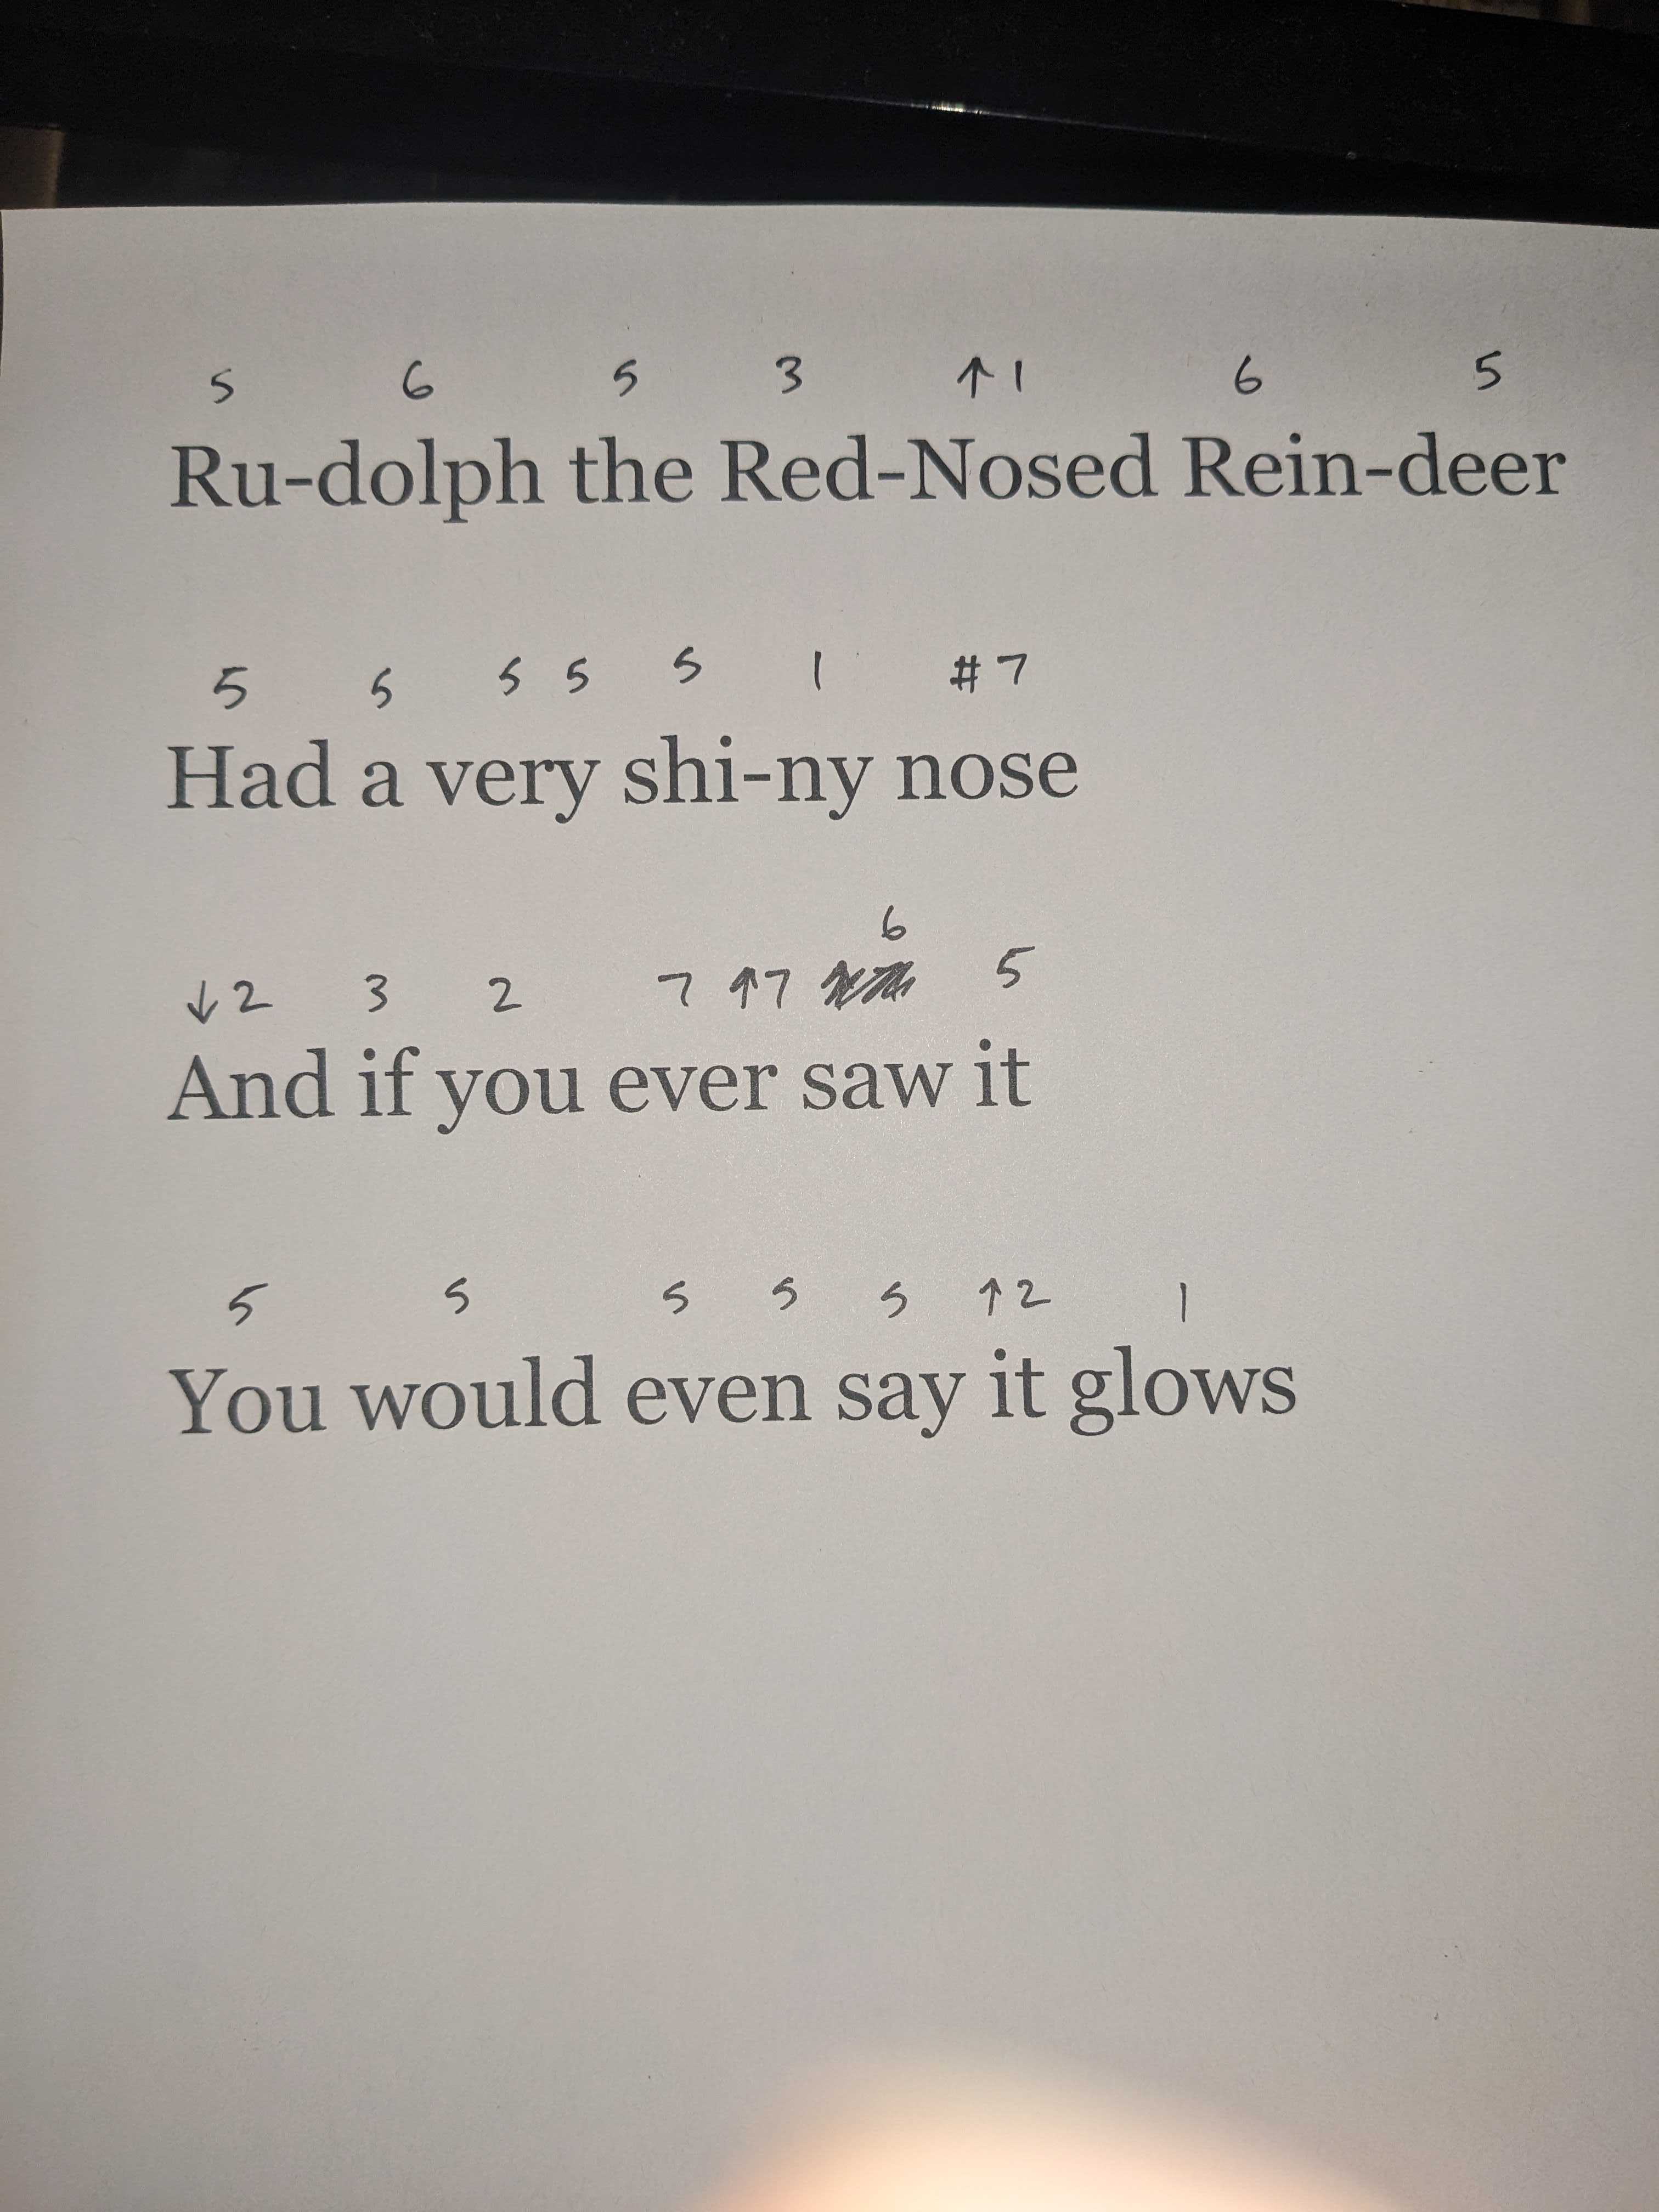 5 6 5 3 ↑1 6 5
Ru-dolph the Red-Nosed Rein-deer
5 5 5 5 5 1 #7
Had a very shi-ny nose
6
↓2 3 2 7 ↑7 5
And if you ever saw it
5 5 5 5 5 ↑2 1
You would even say it glows